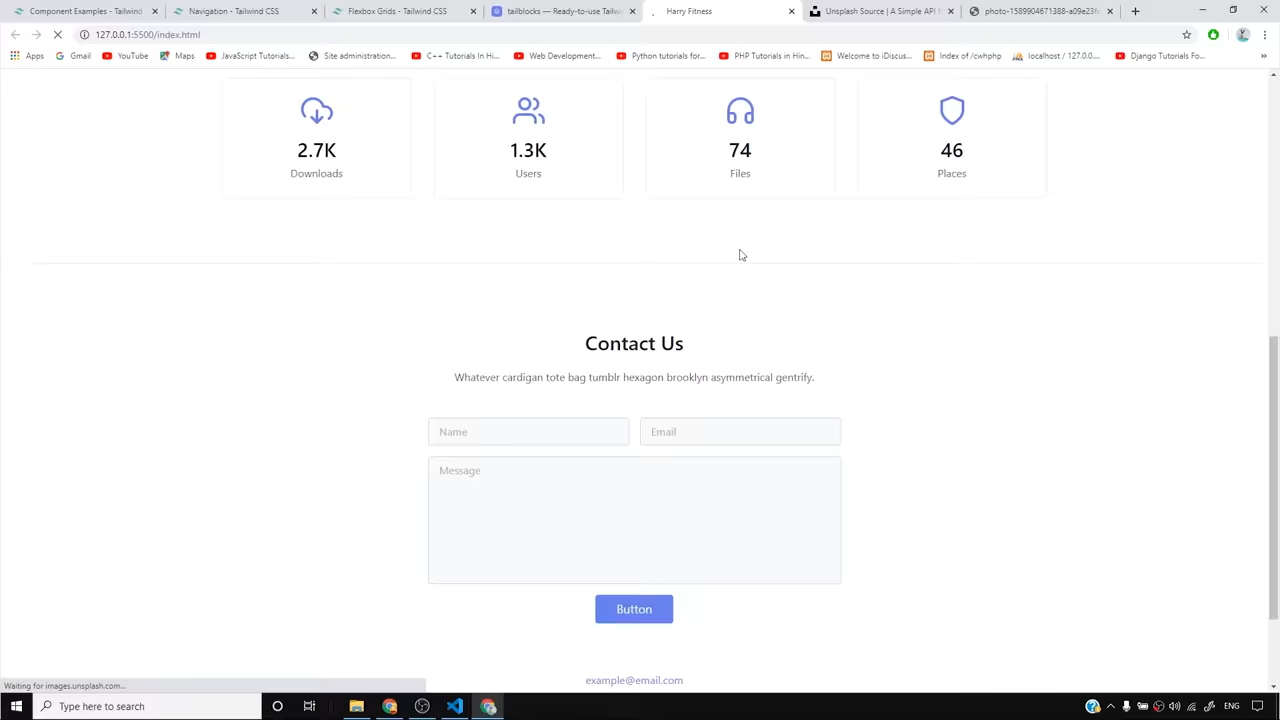 Component Examples - Tailwind
Navigation - Tailwind CSS
Flexbox Grids - Tailwind CSS
tailblocks — Ready-to-use Tailwi
Harry Fitness
Unsplash Source | A Simple API f
photo-1589904671388-a09e23f
127.0.0.1:5500/index.html
Apps
Gmail
YouTube
Maps
JavaScript Tutorials...
Site administration...
C++ Tutorials In Hi...
Web Development...
Python tutorials for...
PHP Tutorials in Hin...
Welcome to iDiscus...
Index of /cwhphp
localhost / 127.0.0....
Django Tutorials Fo...
2.7K
Downloads
1.3K
Users
74
Files
46
Places
Contact Us
Whatever cardigan tote bag tumblr hexagon brooklyn asymmetrical gentrify.
Name
Email
Message
Button
example@email.com
Waiting for images.unsplash.com...
Type here to search
ENG